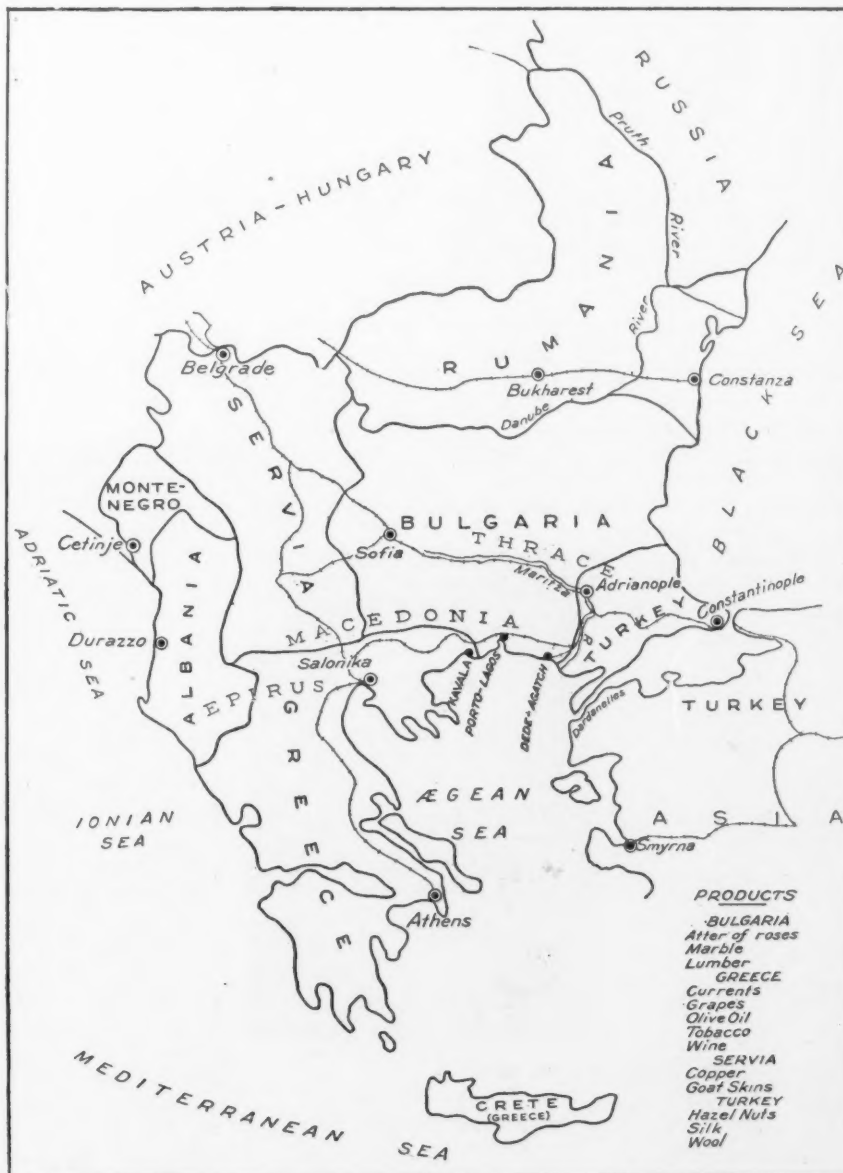 RUSSIA
AUSTRIA-HUNGARY
Pruth
River
RUMANIA
River
BLACK SEA
Belgrade
Bukharest
Constanza
Danube
SERVIA
MONTE-
NEGRO
BULGARIA
Cetinje
Sofia
THRACE
Maritza
R
Adrianople
Constantinople
ADRIATIC SEA
ALBANIA
Durazzo
MACEDONIA
TURKEY
Salonika
EPIRUS
KAVALA
PORTO-LAGOS
DEDE-AGATCH
Dardanelles
TURKEY
GREECE
ÆGEAN
SEA
IONIAN
SEA
ASIA
Smyrna
Athens
PRODUCTS
BULGARIA
Atter of roses
Marble
Lumber
GREECE
Currents
Grapes
Olive Oil
Tobacco
Wine
SERVIA
Copper
Goat Skins
TURKEY
Hazel Nuts
Silk
Wool
MEDITERRANEAN SEA
CRETE
(GREECE)